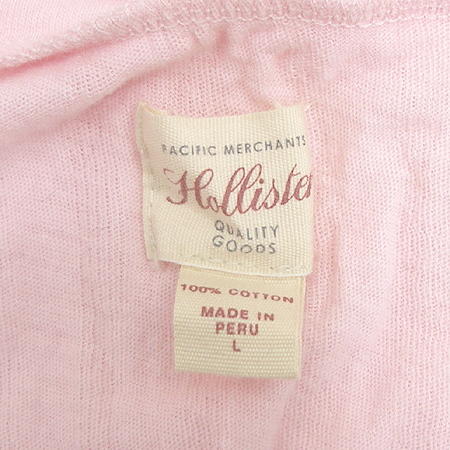 PACIFIC MERCHANTS
Hollister
QUALITY
GOODS
100% COTTON
MADE IN
PERU
L